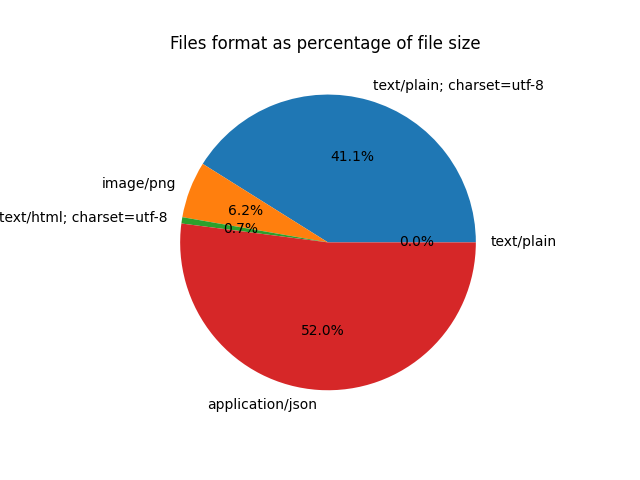 Files format as percentage of file size
text/plain; charset=utf-8
41.1%
image/png
6.2%
text/html; charset=utf-8
0.7%
0.0%
text/plain
52.0%
application/json